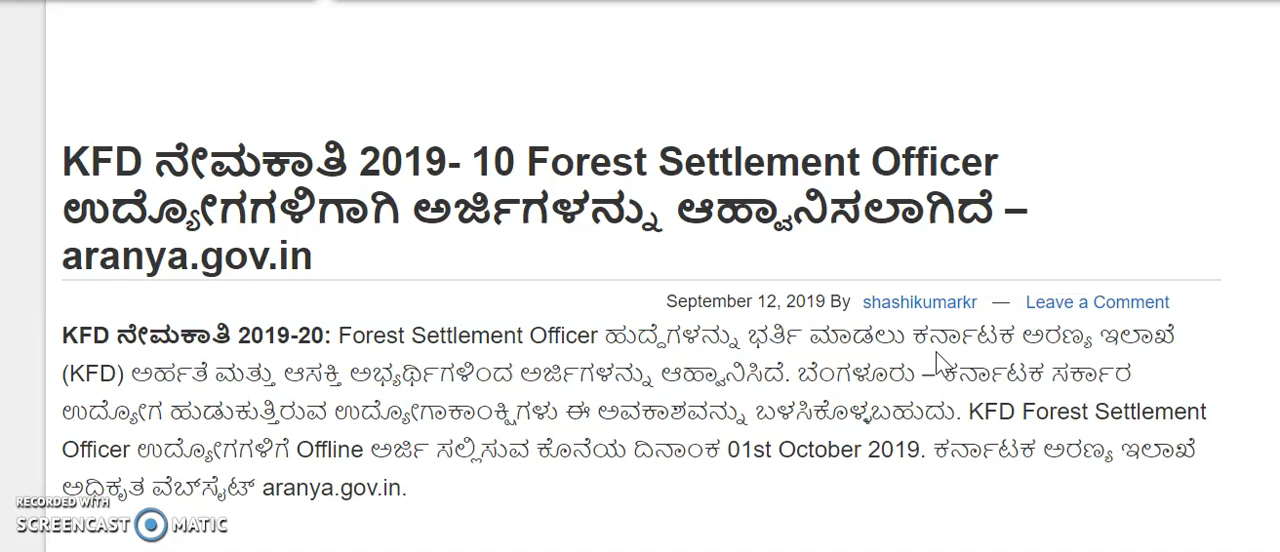 KFD ನೇಮಕಾತಿ 2019- 10 Forest Settlement Officer
ಉದ್ಯೋಗಗಳಿಗಾಗಿ ಅರ್ಜಿಗಳನ್ನು ಆಹ್ವಾನಿಸಲಾಗಿದೆ –
aranya.gov.in
September 12, 2019 By shashikumarkr — Leave a Comment
KFD ನೇಮಕಾತಿ 2019-20: Forest Settlement Officer ಹುದ್ದೆಗಳನ್ನು ಭರ್ತಿ ಮಾಡಲು ಕರ್ನಾಟಕ ಅರಣ್ಯ ಇಲಾಖೆ
(KFD) ಅರ್ಹತೆ ಮತ್ತು ಆಸಕ್ತಿ ಅಭ್ಯರ್ಥಿಗಳಿಂದ ಅರ್ಜಿಗಳನ್ನು ಆಹ್ವಾನಿಸಿದೆ. ಬೆಂಗಳೂರು – ಕರ್ನಾಟಕ ಸರ್ಕಾರ
ಉದ್ಯೋಗ ಹುಡುಕುತ್ತಿರುವ ಉದ್ಯೋಗಾಕಾಂಕ್ಷಿಗಳು ಈ ಅವಕಾಶವನ್ನು ಬಳಸಿಕೊಳ್ಳಬಹುದು. KFD Forest Settlement
Officer ಉದ್ಯೋಗಗಳಿಗೆ Offline ಅರ್ಜಿ ಸಲ್ಲಿಸುವ ಕೊನೆಯ ದಿನಾಂಕ 01st October 2019. ಕರ್ನಾಟಕ ಅರಣ್ಯ ಇಲಾಖೆ
ಅಧಿಕೃತ ವೆಬ್‌ಸೈಟ್ aranya.gov.in.
RECORDED WITH
SCREENCAST MATIC